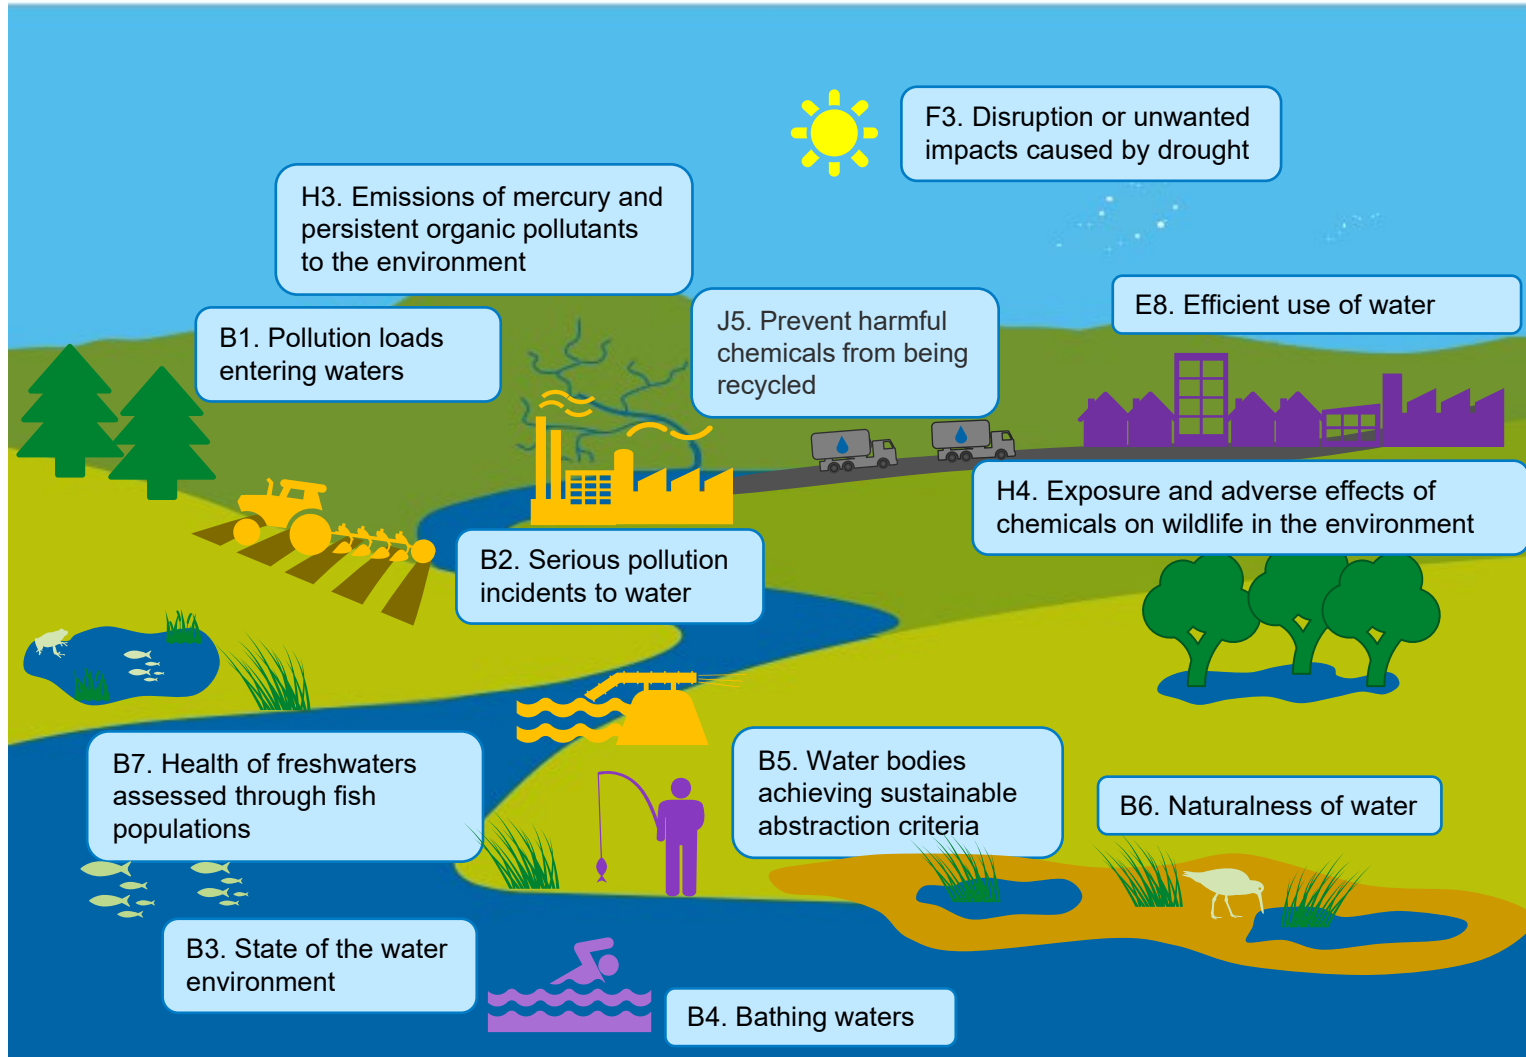 F3. Disruption or unwanted
impacts caused by drought
H3. Emissions of mercury and
persistent organic pollutants
to the environment
E8. Efficient use of water
B1. Pollution loads
entering waters
J5. Prevent harmful
chemicals from being
recycled
H4. Exposure and adverse effects of
chemicals on wildlife in the environment
B2. Serious pollution
incidents to water
B7. Health of freshwaters
assessed through fish
populations
B5. Water bodies
achieving sustainable
abstraction criteria
B6. Naturalness of water
B3. State of the water
environment
B4. Bathing waters